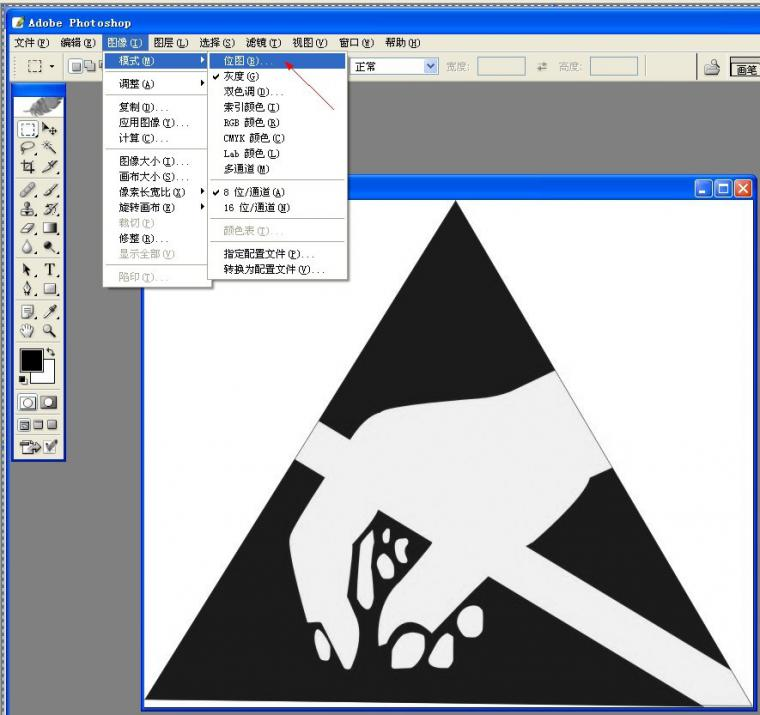 Adobe Photoshop
文件(F) 编辑(E) 图像(I) 图层(L) 选择(S) 滤镜(T) 视图(V) 窗口(W) 帮助(H)
正常 宽度: 高度: 画笔
模式(M)
调整(A)
复制(D)...
应用图像(Y)...
计算(C)...
图像大小(I)...
画布大小(S)...
像素长宽比(X)
旋转画布(E)
裁切(P)
修整(R)...
显示全部(V)
陷印(T)...
位图(B)...
灰度(G)
双色调(D)...
索引颜色(I)
RGB 颜色(R)
CMYK 颜色(C)
Lab 颜色(L)
多通道(M)
8 位/通道(A)
16 位/通道(N)
颜色表(T)...
指定配置文件(P)...
转换为配置文件(V)...